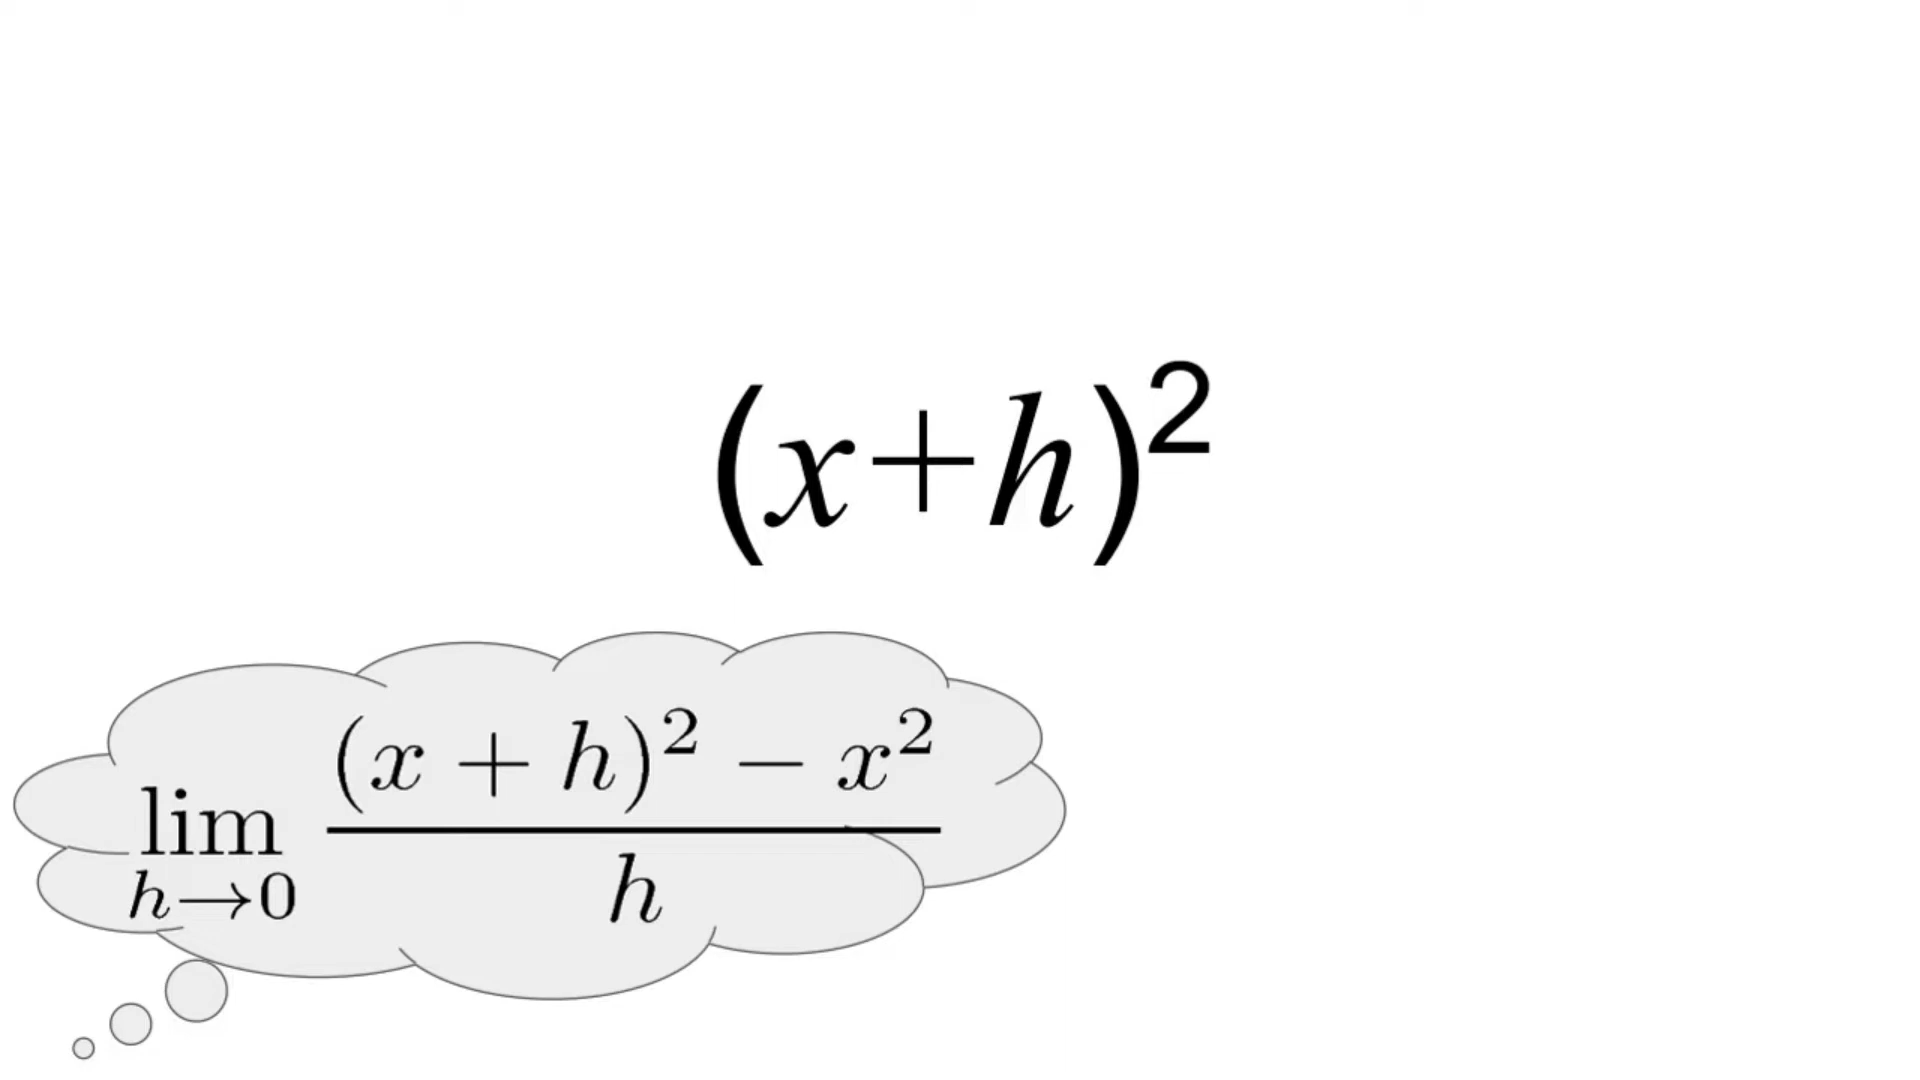 (x+h)²
lim h→0 (x + h)² − x² / h